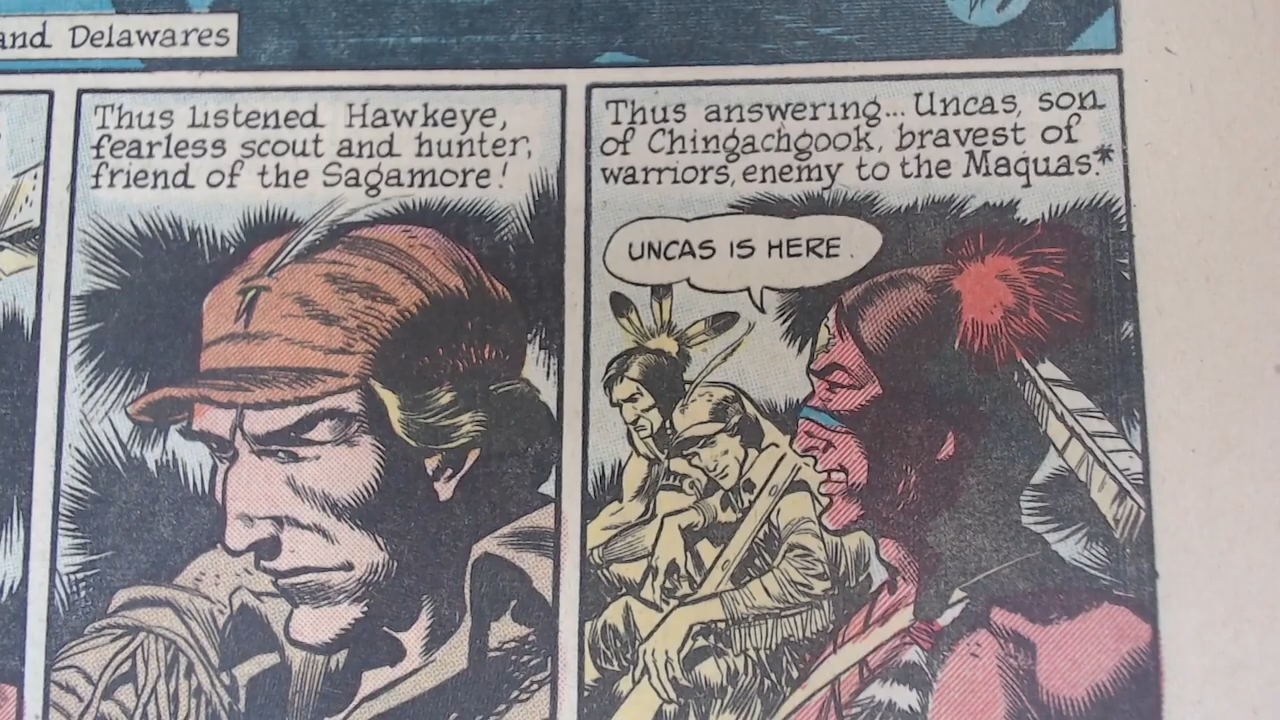 and Delawares
Thus listened Hawkeye,
fearless scout and hunter,
friend of the Sagamore!
Thus answering... Uncas, son
of Chingachgook, bravest of
warriors, enemy to the Maquas.*
UNCAS IS HERE.